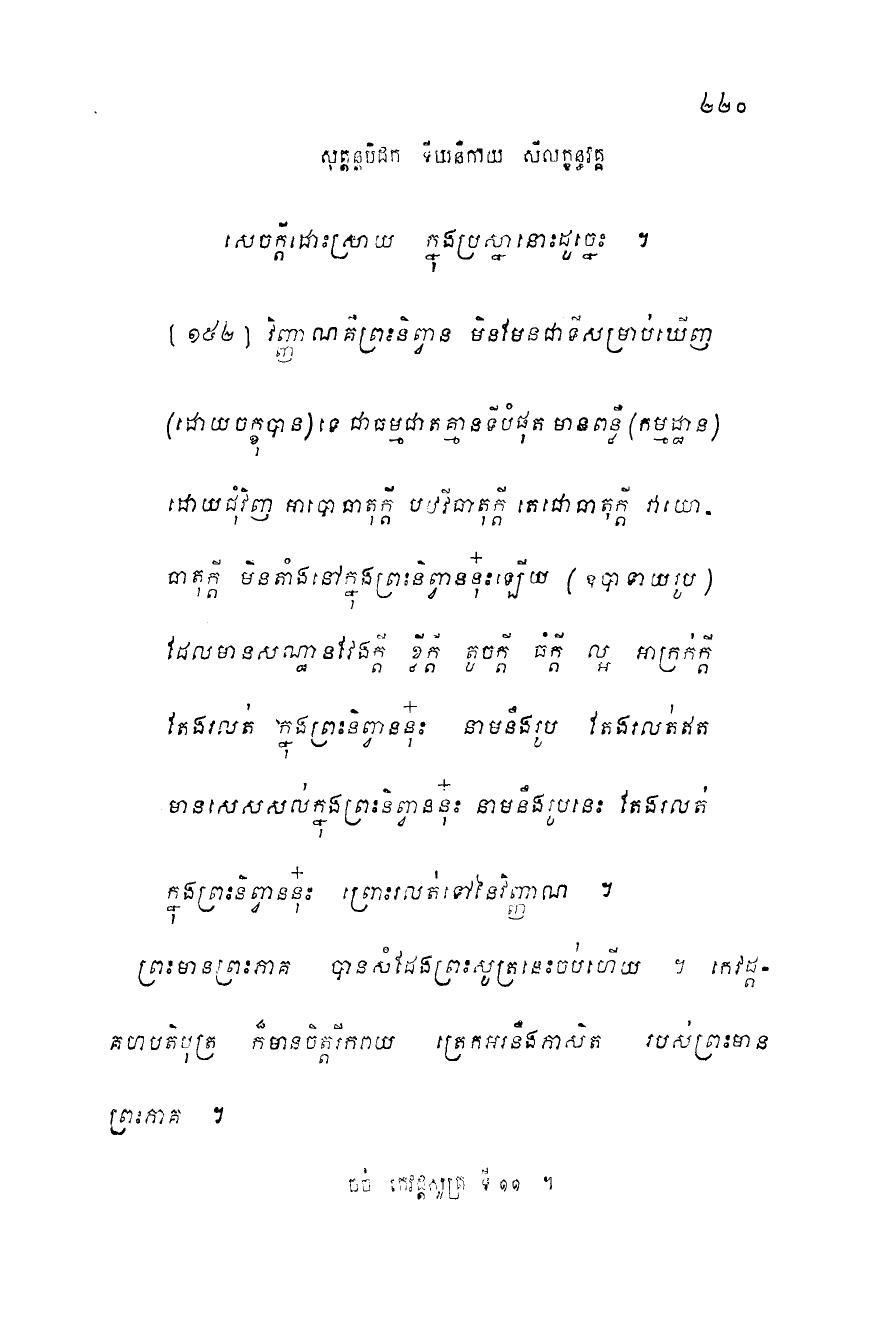 ២២០
សុត្តន្តបិដក ទីឃនិកាយ សីលក្ខន្ធវគ្គ
សេចក្តីដោះស្រាយ ក្នុងប្រស្នានោះដូច្នេះ ។
[១៥២] វិញ្ញាណគឺព្រះនិព្វាន មិនមែនជាទីសម្រាប់ឃើញ
(ដោយចក្ខុបាន)ទេ ជាធម្មជាតគ្មានទីបំផុត មានពន្លឺ(កម្មដ្ឋាន)
ដោយជុំវិញ អាបោធាតុក្តី បឋវីធាតុក្តី តេជោធាតុក្តី វាយោ-
ធាតុក្តី មិនតាំងនៅក្នុងព្រះនិព្វាននុ៎ះឡើយ (ឧបាទាយរូប)
ដែលមានសណ្ឋានវែងក្តី ខ្លីក្តី តូចក្តី ធំក្តី ល្អ អាក្រក់ក្តី
តែងរលត់ ក្នុងព្រះនិព្វាននុ៎ះ នាមនឹងរូប តែងរលត់ឥត
មានសេសសល់ក្នុងព្រះនិព្វាននុ៎ះ នាមនឹងរូបនេះ តែងរលត់
ក្នុងព្រះនិព្វាននុ៎ះ ព្រោះរលត់ទៅនៃវិញ្ញាណ ។
ព្រះមានព្រះភាគ បានសំដែងព្រះសូត្រនេះចប់ហើយ ។ កេវដ្ដ-
គហបតិបុត្រ ក៏មានចិត្តរីករាយ ត្រេកអរនឹងភាសិត របស់ព្រះមាន
ព្រះភាគ ។
ចប់ កេវដ្ដសូត្រ ទី ១១ ។